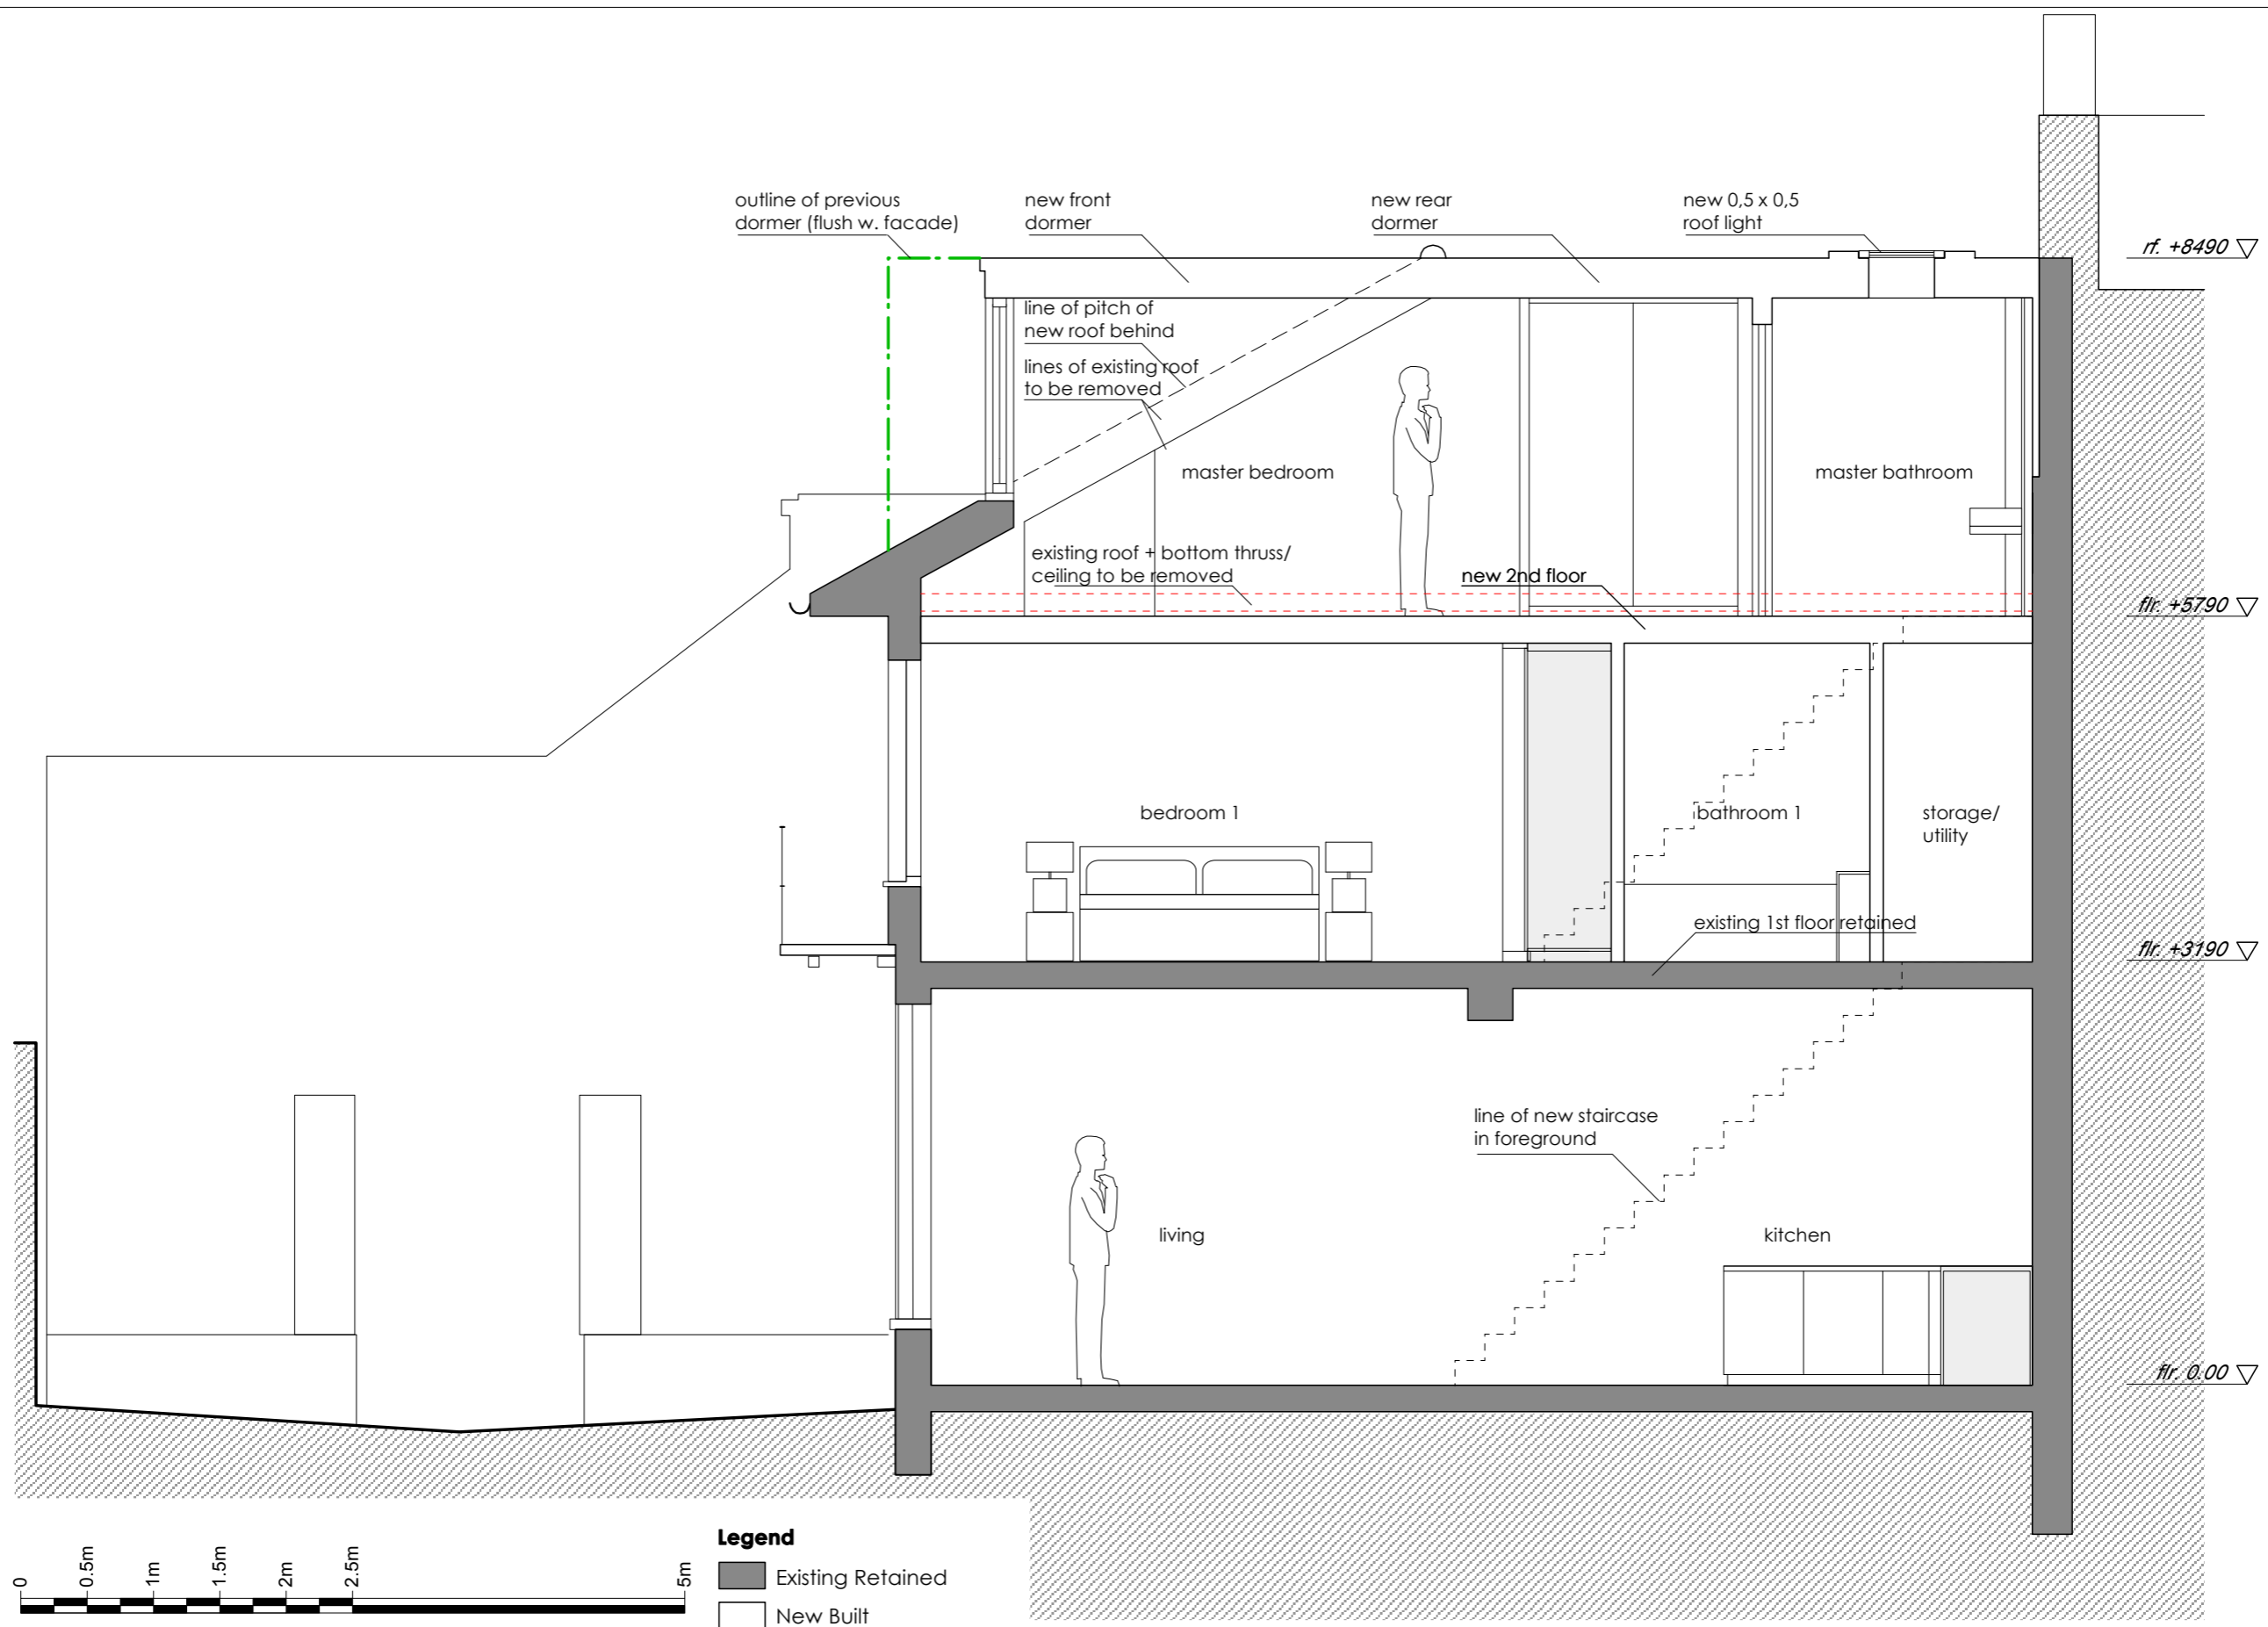 outline of previous
dormer (flush w. facade)
new front
dormer
new rear
dormer
new 0,5 x 0,5
roof light
rf. +8490
line of pitch of
new roof behind
lines of existing roof
to be removed
master bedroom
master bathroom
existing roof + bottom thruss/
ceiling to be removed
new 2nd floor
flr. +5790
bedroom 1
bathroom 1
storage/
utility
existing 1st floor retained
flr. +3190
line of new staircase
in foreground
living
kitchen
flr. 0.00
0
0.5m
1m
1.5m
2m
2.5m
5m
Legend
Existing Retained
New Built